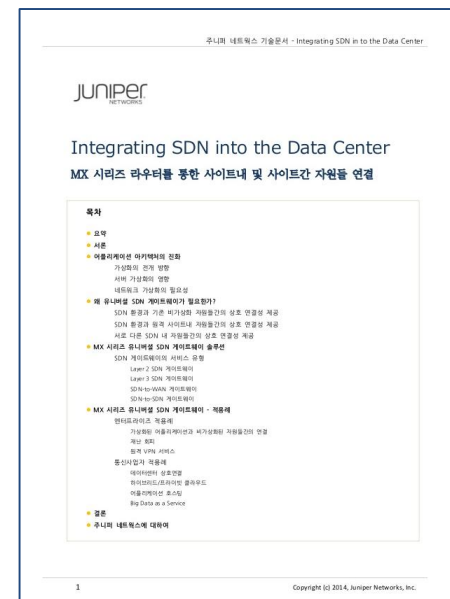 주니퍼 네트웍스 기술문서 - Integrating SDN in to the Data Center
JUNIPER
NETWORKS
Integrating SDN into the Data Center
MX 시리즈 라우터를 통한 사이트내 및 사이트간 자원들 연결
목차
요약
서론
어플리케이션 아키텍처의 진화
가상화의 전개 방향
서버 가상화의 영향
네트워크 가상화의 필요성
왜 유니버셜 SDN 게이트웨이가 필요한가?
SDN 환경과 기존 비가상화 자원들간의 상호 연결성 제공
SDN 환경과 원격 사이트내 자원들간의 상호 연결성 제공
서로 다른 SDN 내 자원들간의 상호 연결성 제공
MX 시리즈 유니버셜 SDN 게이트웨이 솔루션
SDN 게이트웨이의 서비스 유형
Layer 2 SDN 게이트웨이
Layer 3 SDN 게이트웨이
SDN-to-WAN 게이트웨이
SDN-to-SDN 게이트웨이
MX 시리즈 유니버셜 SDN 게이트웨이 - 적용례
엔터프라이즈 적용례
가상화된 어플리케이션과 비가상화된 자원들간의 연결
재난 회피
원격 VPN 서비스
통신사업자 적용례
데이터센터 상호연결
하이브리드/프라이빗 클라우드
어플리케이션 호스팅
Big Data as a Service
결론
주니퍼 네트웍스에 대하여
1
Copyright (c) 2014, Juniper Networks, Inc.